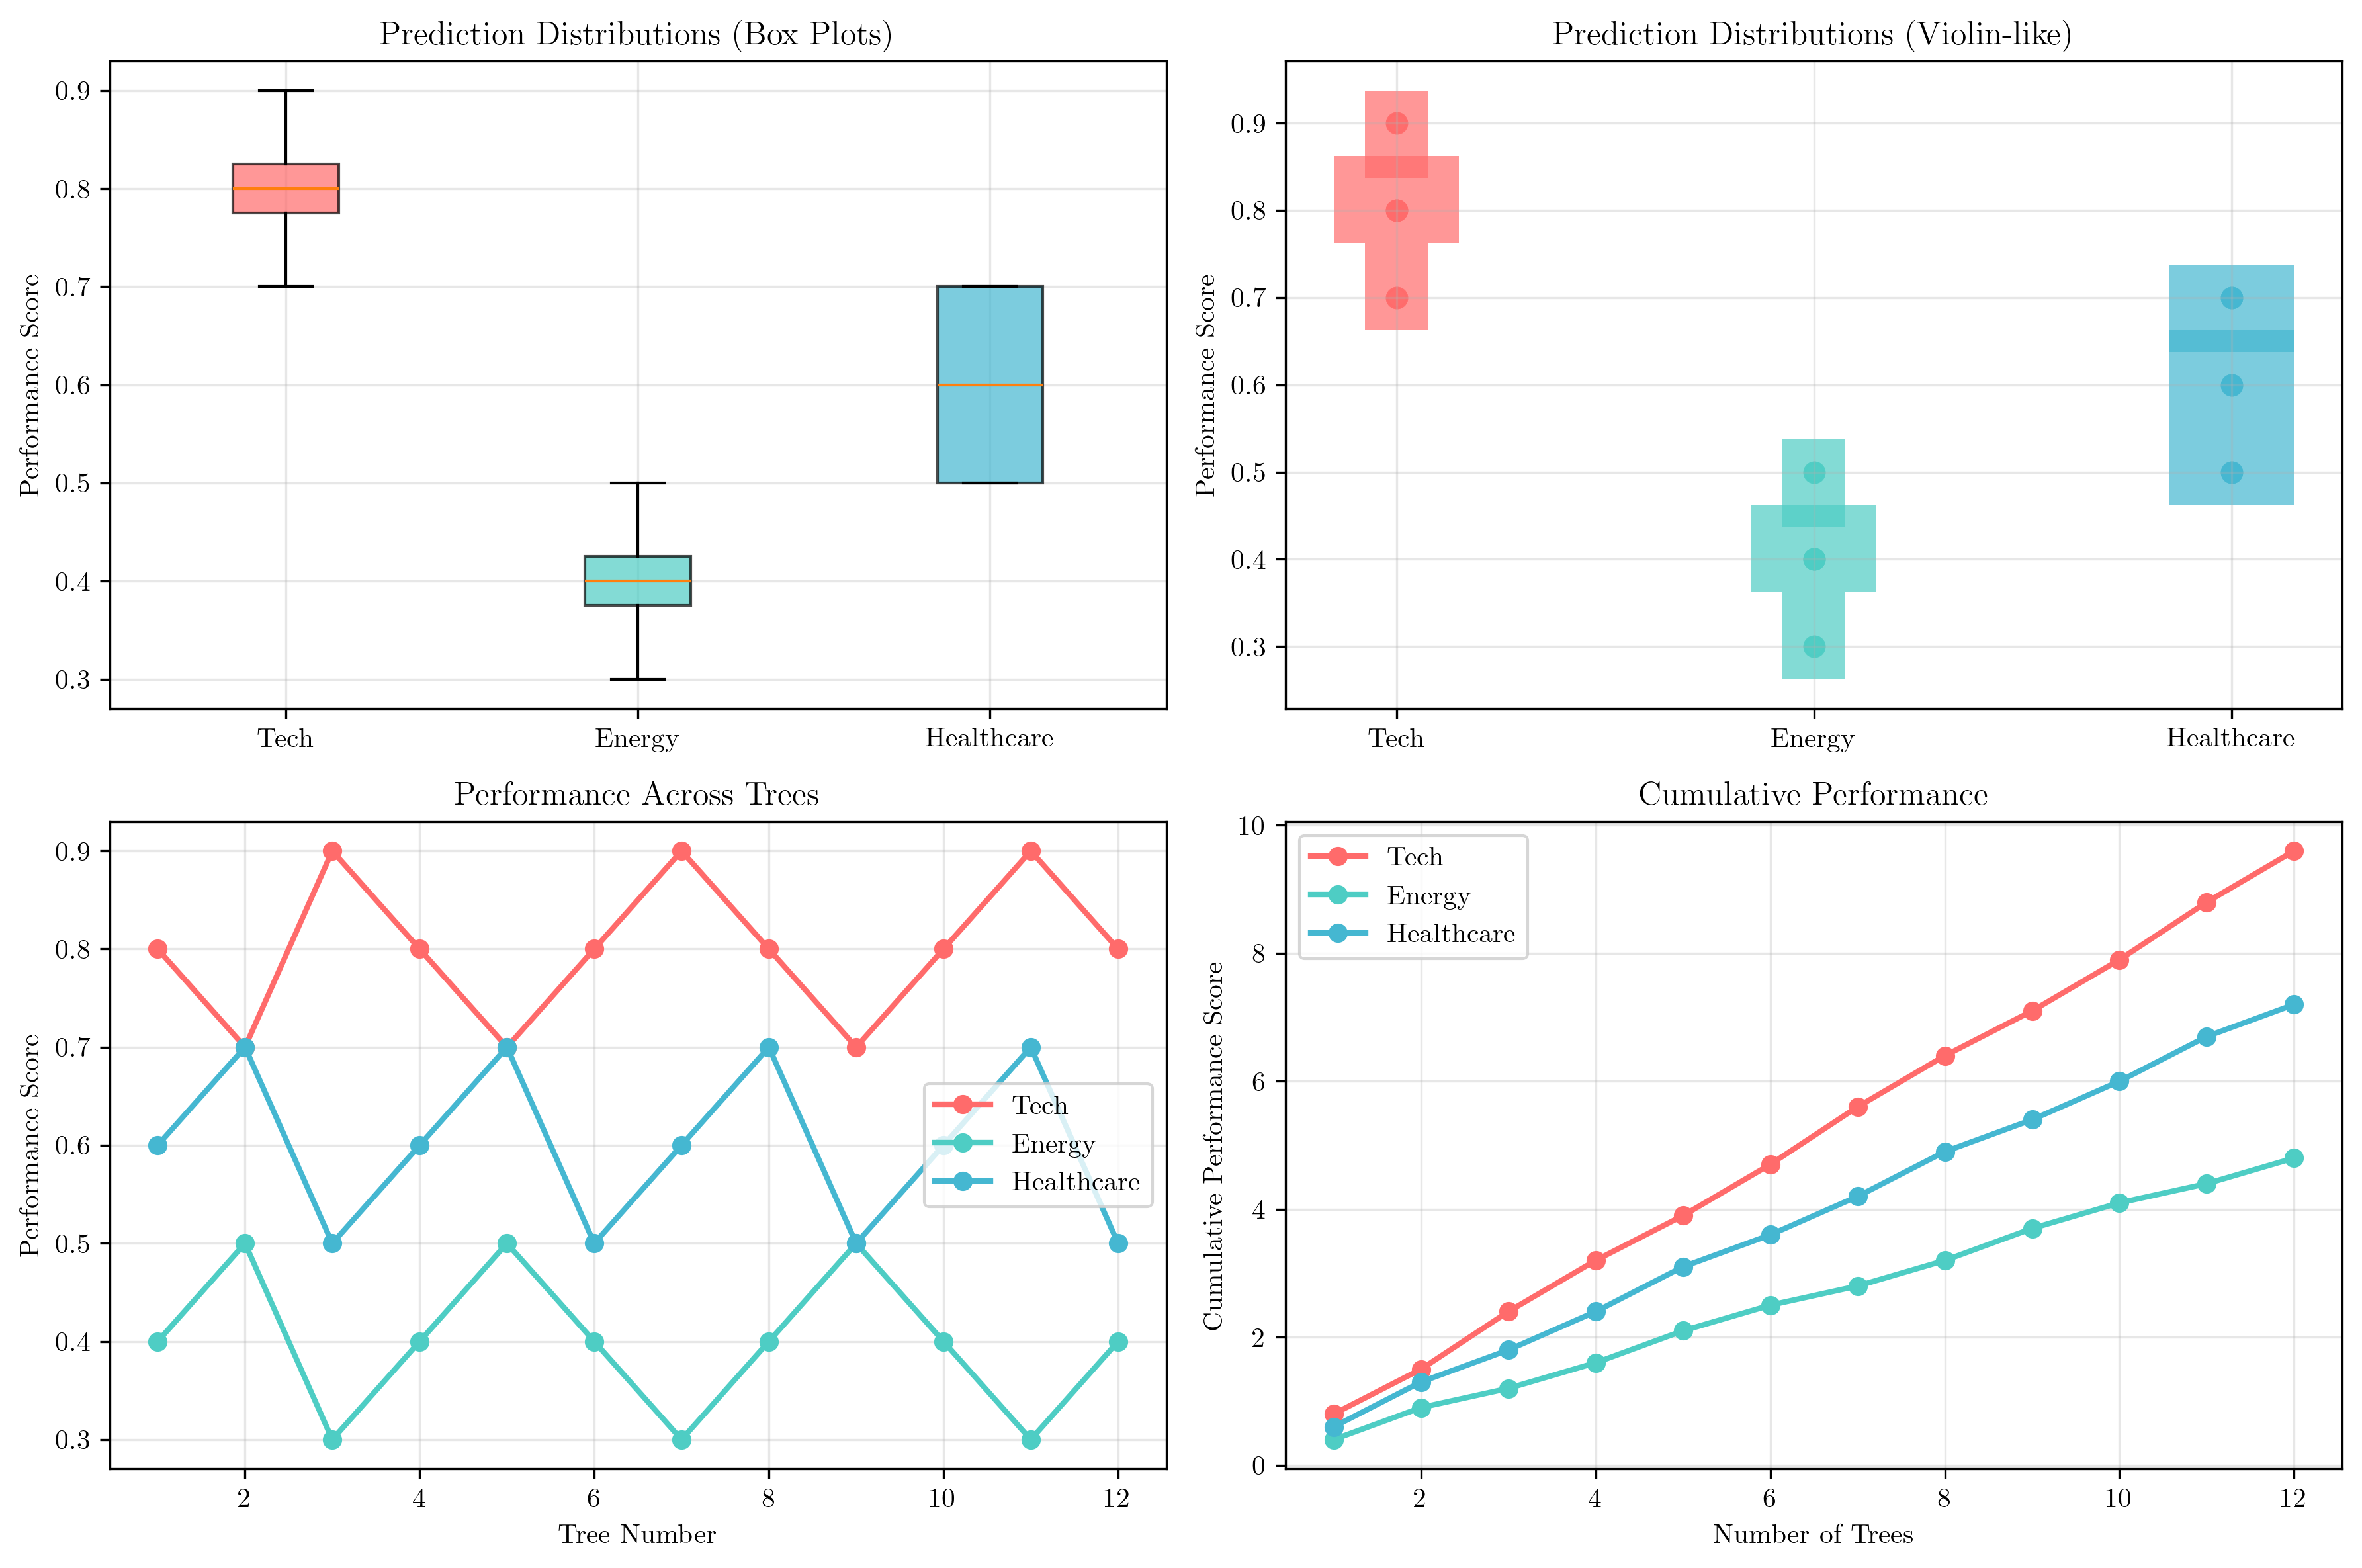 Prediction Distributions (Box Plots)
Performance Score
0.9
0.8
0.7
0.6
0.5
0.4
0.3
Tech Energy Healthcare
Prediction Distributions (Violin-like)
Performance Score
0.9
0.8
0.7
0.6
0.5
0.4
0.3
Tech Energy Healthcare
Performance Across Trees
Performance Score
0.9
0.8
0.7
0.6
0.5
0.4
0.3
Tech
Energy
Healthcare
2 4 6 8 10 12
Tree Number
Cumulative Performance
Cumulative Performance Score
10
8
6
4
2
0
Tech
Energy
Healthcare
2 4 6 8 10 12
Number of Trees